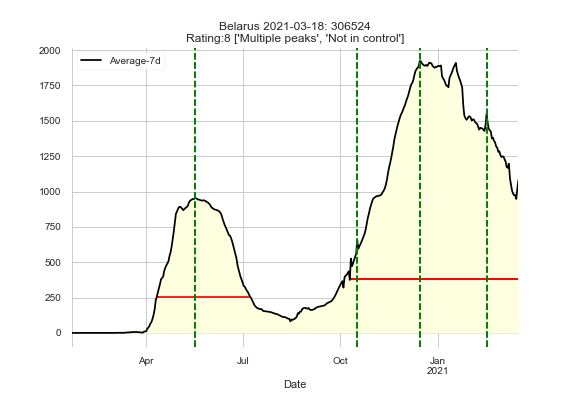 Belarus 2021-03-18: 306524
Rating:8 ['Multiple peaks', 'Not in control']
Average-7d
2000
1750
1500
1250
1000
750
500
250
0
Apr
Jul
Oct
Jan
2021
Date